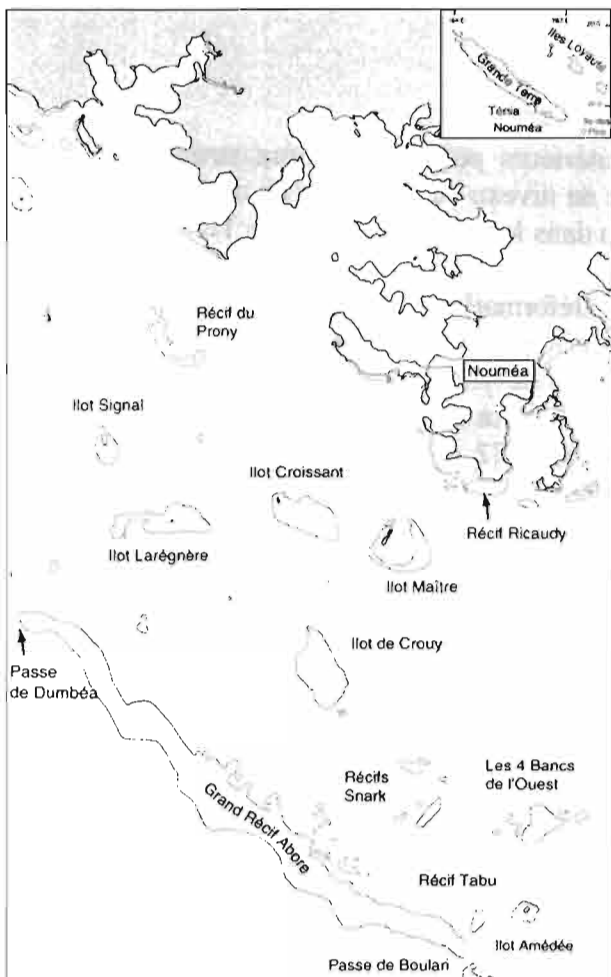 Iles Loyauté
Grande Terre
Ténia
Nouméa
Récif du
Prony
Nouméa
Ilot Signal
Ilot Croissant
Récif Ricaudy
Ilot Larégnère
Ilot Maître
Ilot de Crouy
Passe
de Dumbéa
Les 4 Bancs
de l'Ouest
Récifs
Snark
Grand Récif Abore
Récif Tabu
Ilot Amédée
Passe de Boulari